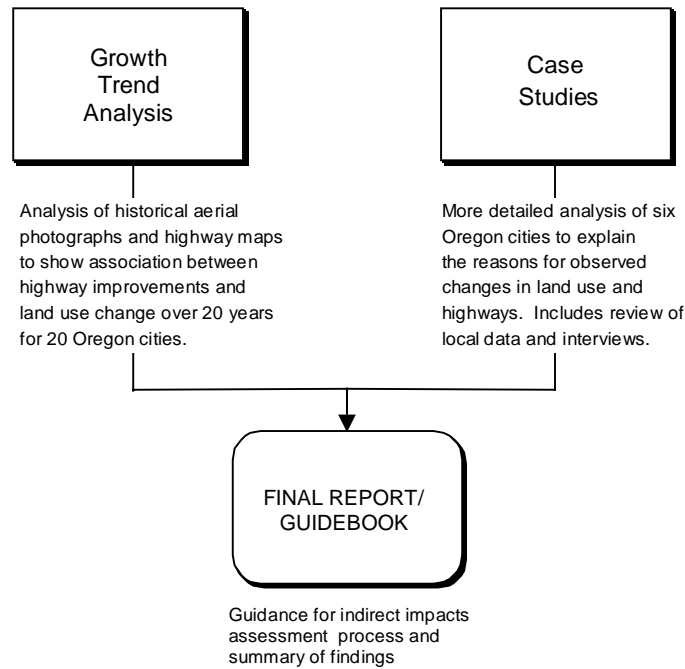 Growth
Trend
Analysis
Analysis of historical aerial
photographs and highway maps
to show association between
highway improvements and
land use change over 20 years
for 20 Oregon cities.
Case
Studies
More detailed analysis of six
Oregon cities to explain
the reasons for observed
changes in land use and
highways. Includes review of
local data and interviews.
FINAL REPORT/
GUIDEBOOK
Guidance for indirect impacts
assessment process and
summary of findings